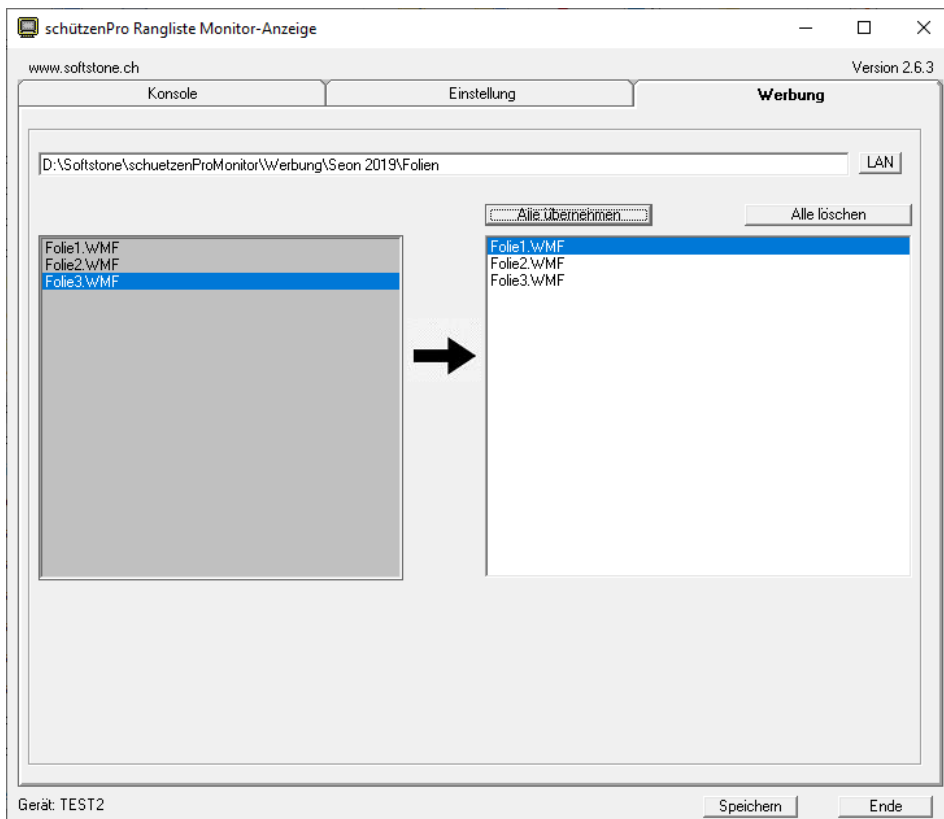 schützenPro Rangliste Monitor-Anzeige
www.softstone.ch Version 2.6.3
Konsole Einstellung Werbung
D:\Softstone\schuetzenProMonitor\Werbung\Seon 2019\Folien LAN
Alle übernehmen Alle löschen
Folie1.WMF
Folie2.WMF
Folie3.WMF
Folie1.WMF
Folie2.WMF
Folie3.WMF
Gerät: TEST2 Speichern Ende